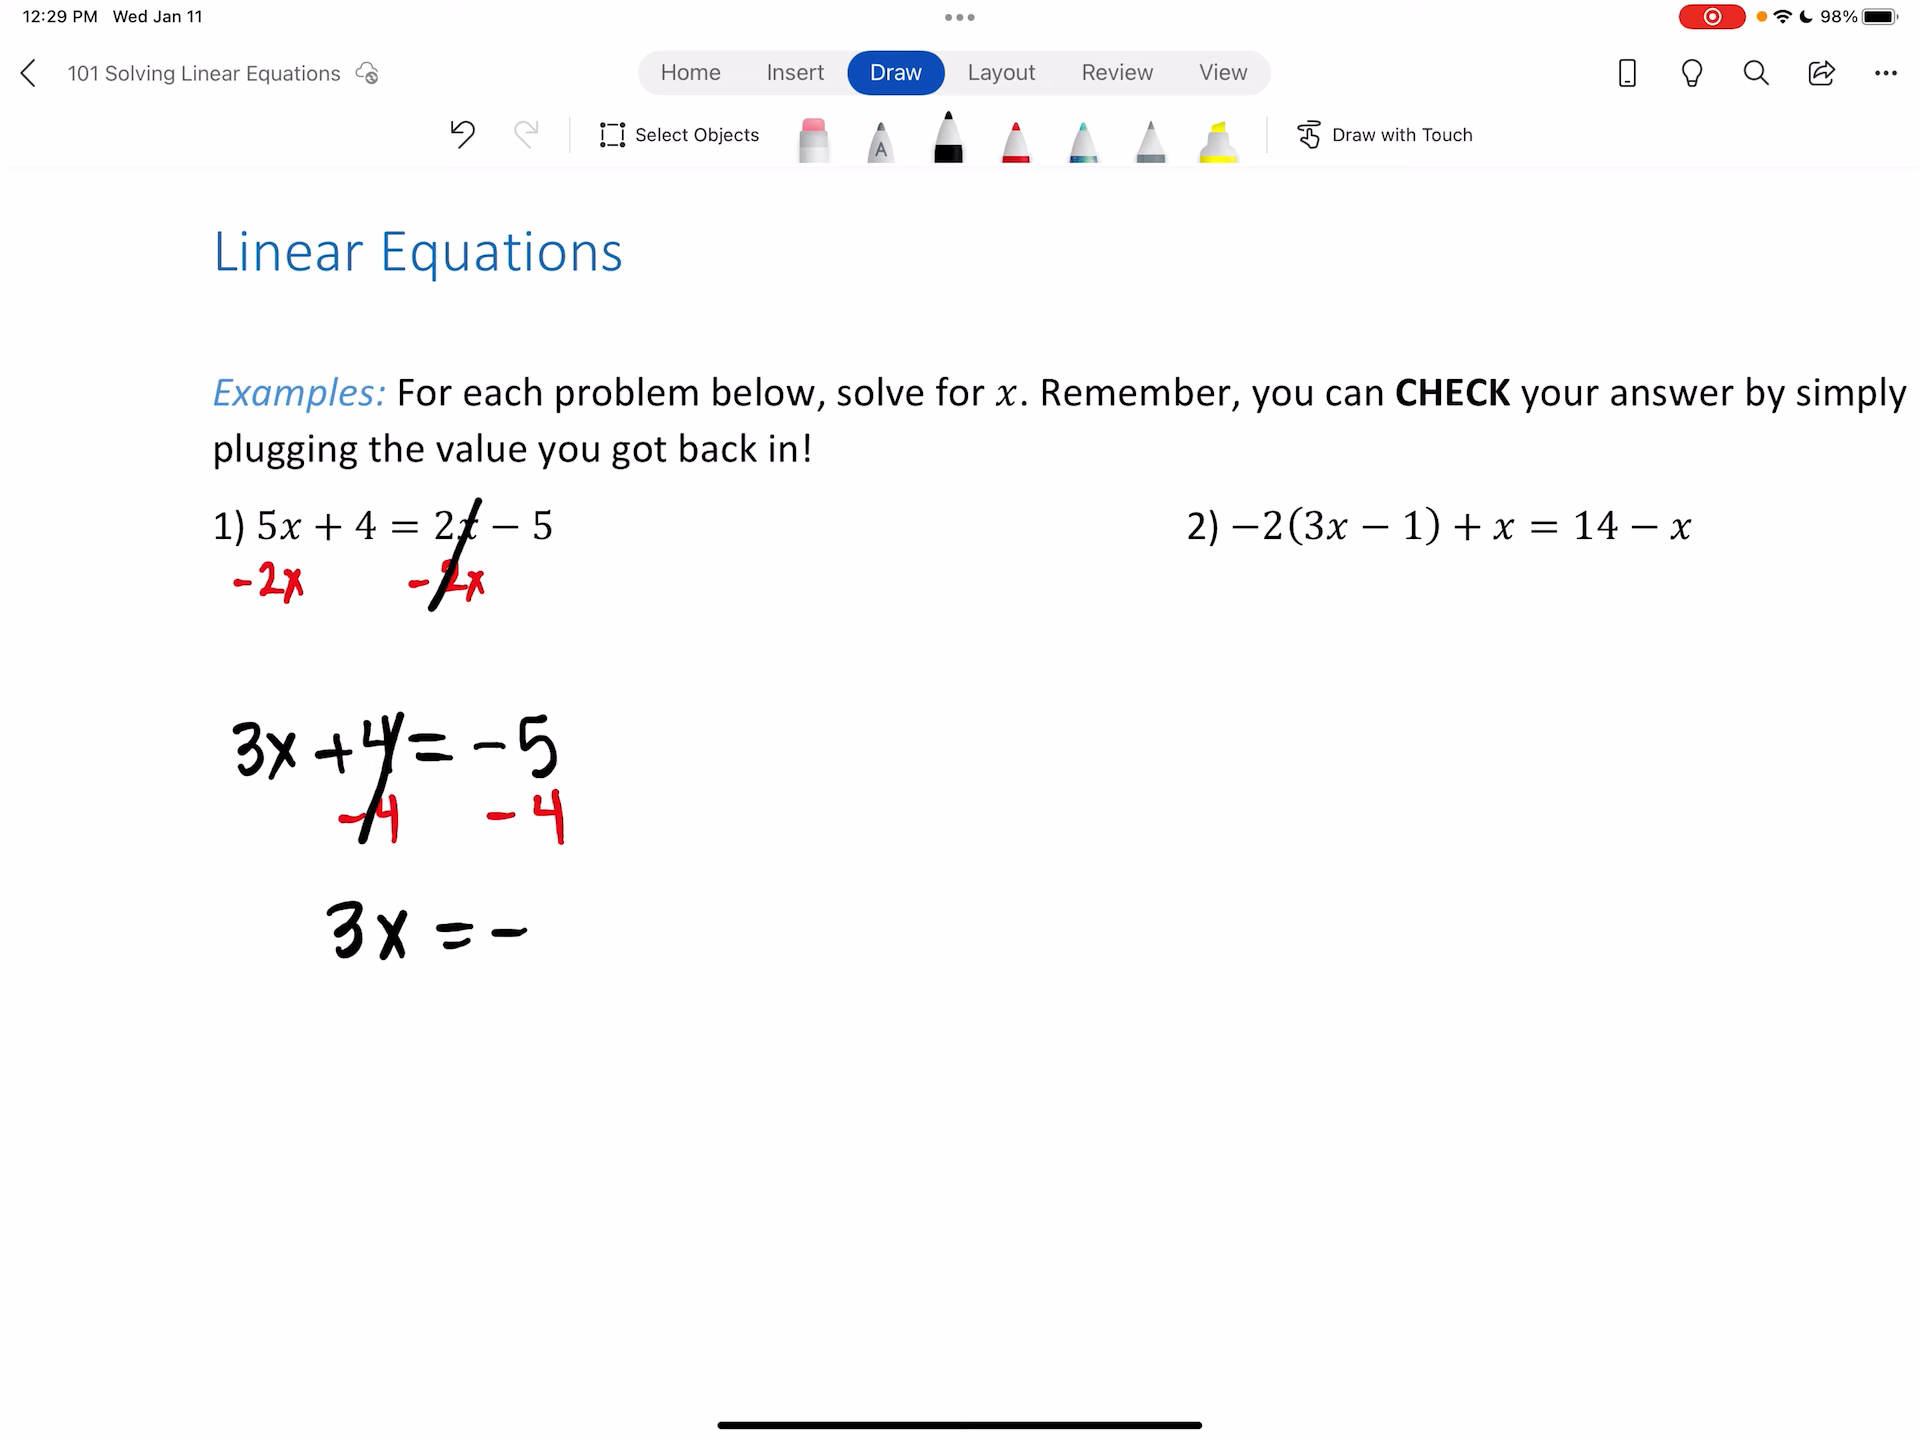 12:29 PM Wed Jan 11 98%
101 Solving Linear Equations Home Insert Draw Layout Review View
Select Objects A Draw with Touch
Linear Equations
Examples: For each problem below, solve for x. Remember, you can CHECK your answer by simply
plugging the value you got back in!
1) 5x + 4 = 2x − 5
-2x -2x
3x + 4 = -5
-4 -4
3x = -
2) −2(3x − 1) + x = 14 − x